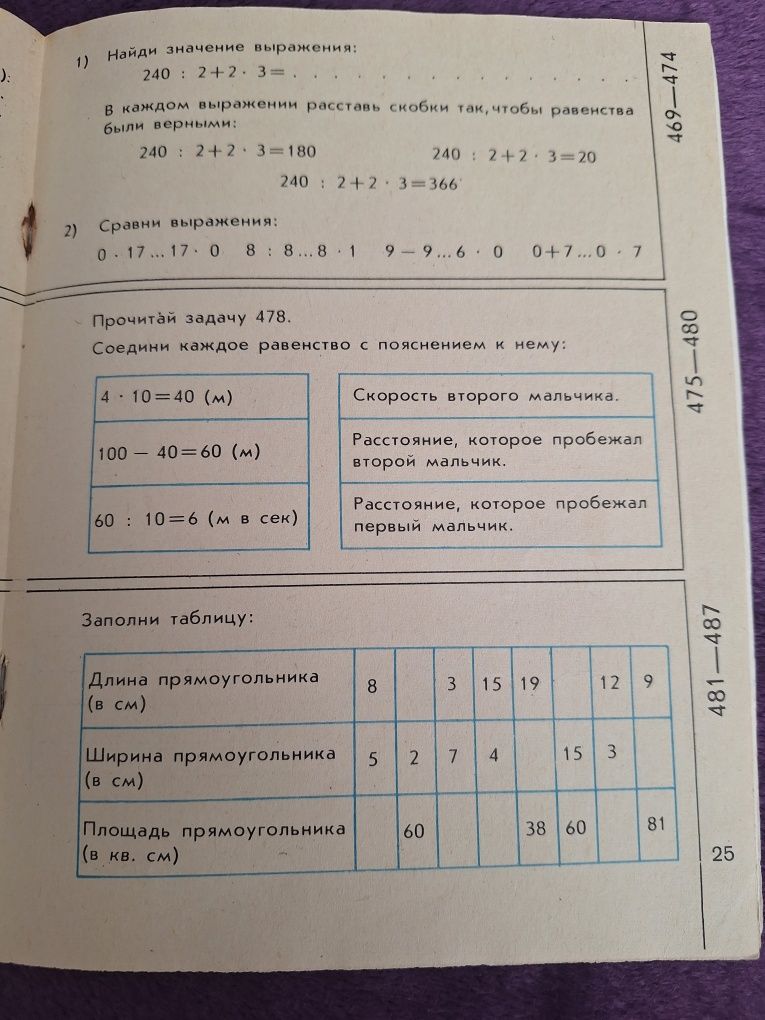 ):
1) Найди значение выражения:
240 : 2+2 · 3= . . . . . . . . . . . . .
В каждом выражении расставь скобки так, чтобы равенства
были верными:
240 : 2+2 · 3=180 240 : 2+2 · 3=20
240 : 2+2 · 3=366
2) Сравни выражения:
0 · 17 ... 17 · 0 8 : 8 ... 8 · 1 9 − 9 ... 6 · 0 0+7 ... 0 · 7
469—474
Прочитай задачу 478.
Соедини каждое равенство с пояснением к нему:
4 · 10=40 (м) Скорость второго мальчика.
100 − 40=60 (м) Расстояние, которое пробежал
второй мальчик.
60 : 10=6 (м в сек) Расстояние, которое пробежал
первый мальчик.
475—480
Заполни таблицу:
Длина прямоугольника
(в см) 8 3 15 19 12 9
Ширина прямоугольника
(в см) 5 2 7 4 15 3
Площадь прямоугольника
(в кв. см) 60 38 60 81
481—487
25